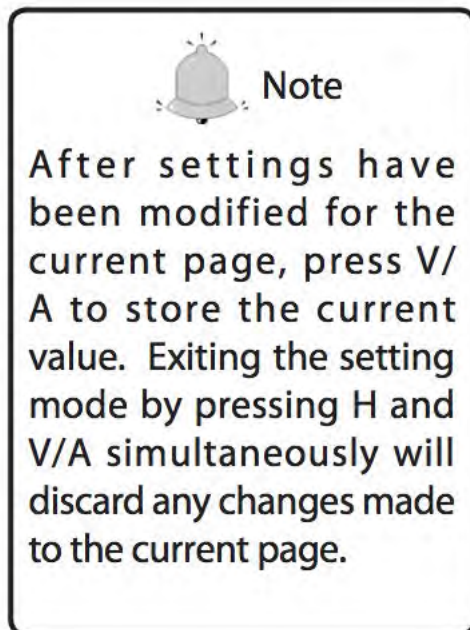 Note
After settings have
been modified for the
current page, press V/
A to store the current
value. Exiting the setting
mode by pressing H and
V/A simultaneously will
discard any changes made
to the current page.